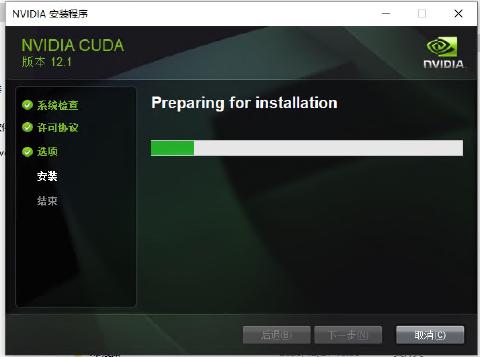 NVIDIA 安装程序
NVIDIA CUDA
版本 12.1
NVIDIA.
系统检查
许可协议
选项
安装
结束
Preparing for installation
后退(B)
下一步(N)
取消(C)